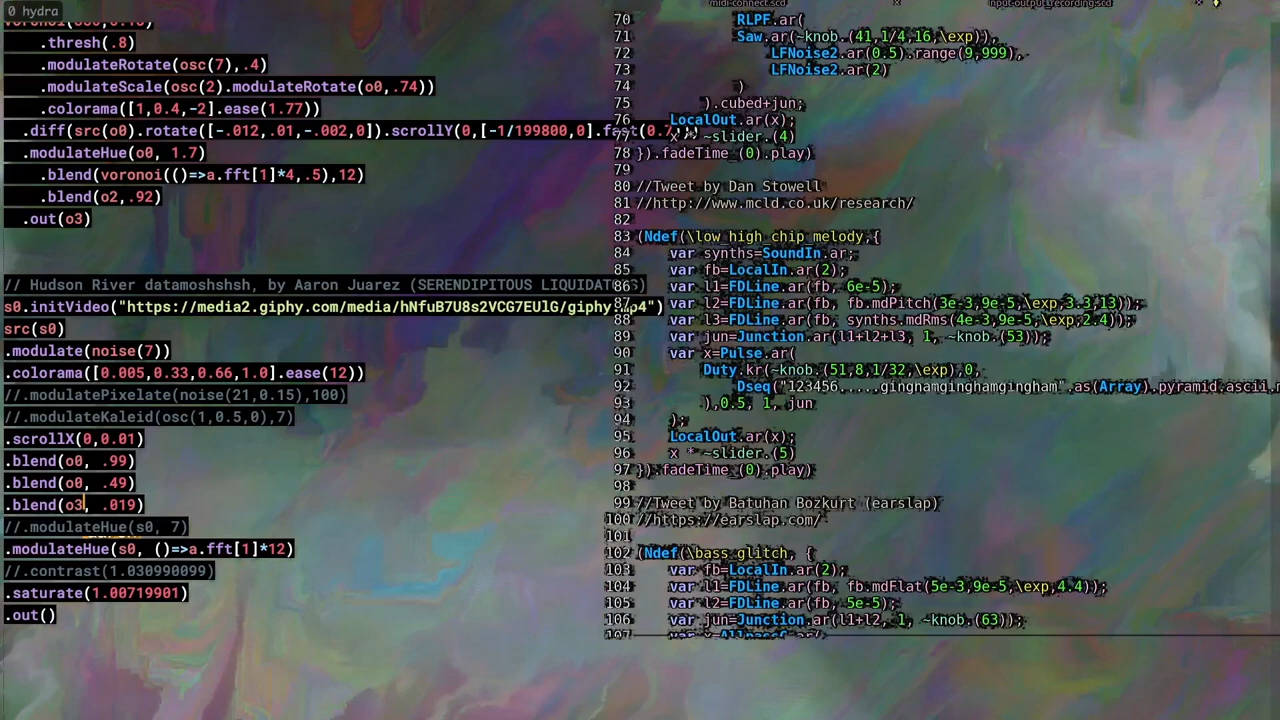 0 hydra
voronoi(
.thresh(.8)
.modulateRotate(osc(7),.4)
.modulateScale(osc(2).modulateRotate(o0,.74))
.colorama([1,0.4,-2].ease(1.77))
.diff(src(o0).rotate([-.012,.01,-.002,0]).scrollY(0,[-1/199800,0].fast(0.7
.modulateHue(o0, 1.7)
.blend(voronoi(()=>a.fft[1]*4,.5),12)
.blend(o2,.92)
.out(o3)
// Hudson River datamoshshsh, by Aaron Juarez (SERENDIPITOUS LIQUIDATORS)
s0.initVideo("https://media2.giphy.com/media/hNfuB7U8s2VCG7EUlG/giphy.mp4")
src(s0)
.modulate(noise(7))
.colorama([0.005,0.33,0.66,1.0].ease(12))
//.modulatePixelate(noise(21,0.15),100)
//.modulateKaleid(osc(1,0.5,0),7)
.scrollX(0,0.01)
.blend(o0, .99)
.blend(o0, .49)
.blend(o3, .019)
//.modulateHue(s0, 7)
.modulateHue(s0, ()=>a.fft[1]*12)
//.contrast(1.030990099)
.saturate(1.00719901)
.out()
midi-connect.scd × input-output_recording.scd ×
70 RLPF.ar(
71 Saw.ar(~knob.(41,1/4,16,\exp)),
72 LFNoise2.ar(0.5).range(9,999),
73 LFNoise2.ar(2)
74 )
75 ).cubed+jun;
76 LocalOut.ar(x);
77 x * ~slider.(4)
78 }).fadeTime_(0).play)
79
80 //Tweet by Dan Stowell
81 //http://www.mcld.co.uk/research/
82
83 (Ndef(\low_high_chip_melody,{
84 var synths=SoundIn.ar;
85 var fb=LocalIn.ar(2);
86 var l1=FDLine.ar(fb, 6e-5);
87 var l2=FDLine.ar(fb, fb.mdPitch(3e-3,9e-5,\exp,3.3,13));
88 var l3=FDLine.ar(fb, synths.mdRms(4e-3,9e-5,\exp,2.4));
89 var jun=Junction.ar(l1+l2+l3, 1, ~knob.(53));
90 var x=Pulse.ar(
91 Duty.kr(~knob.(51,8,1/32,\exp),0,
92 Dseq("123456.....ginghamginghamgingham".as(Array).pyramid.ascii.
93 ),0.5, 1, jun
94 );
95 LocalOut.ar(x);
96 x * ~slider.(5)
97 }).fadeTime_(0).play)
98
99 //Tweet by Batuhan Bozkurt (earslap)
100 //https://earslap.com/
101
102 (Ndef(\bass_glitch, {
103 var fb=LocalIn.ar(2);
104 var l1=FDLine.ar(fb, fb.mdFlat(5e-3,9e-5,\exp,4.4));
105 var l2=FDLine.ar(fb, 5e-5);
106 var jun=Junction.ar(l1+l2, 1, ~knob.(63));
107 var x=AllpassC.ar(